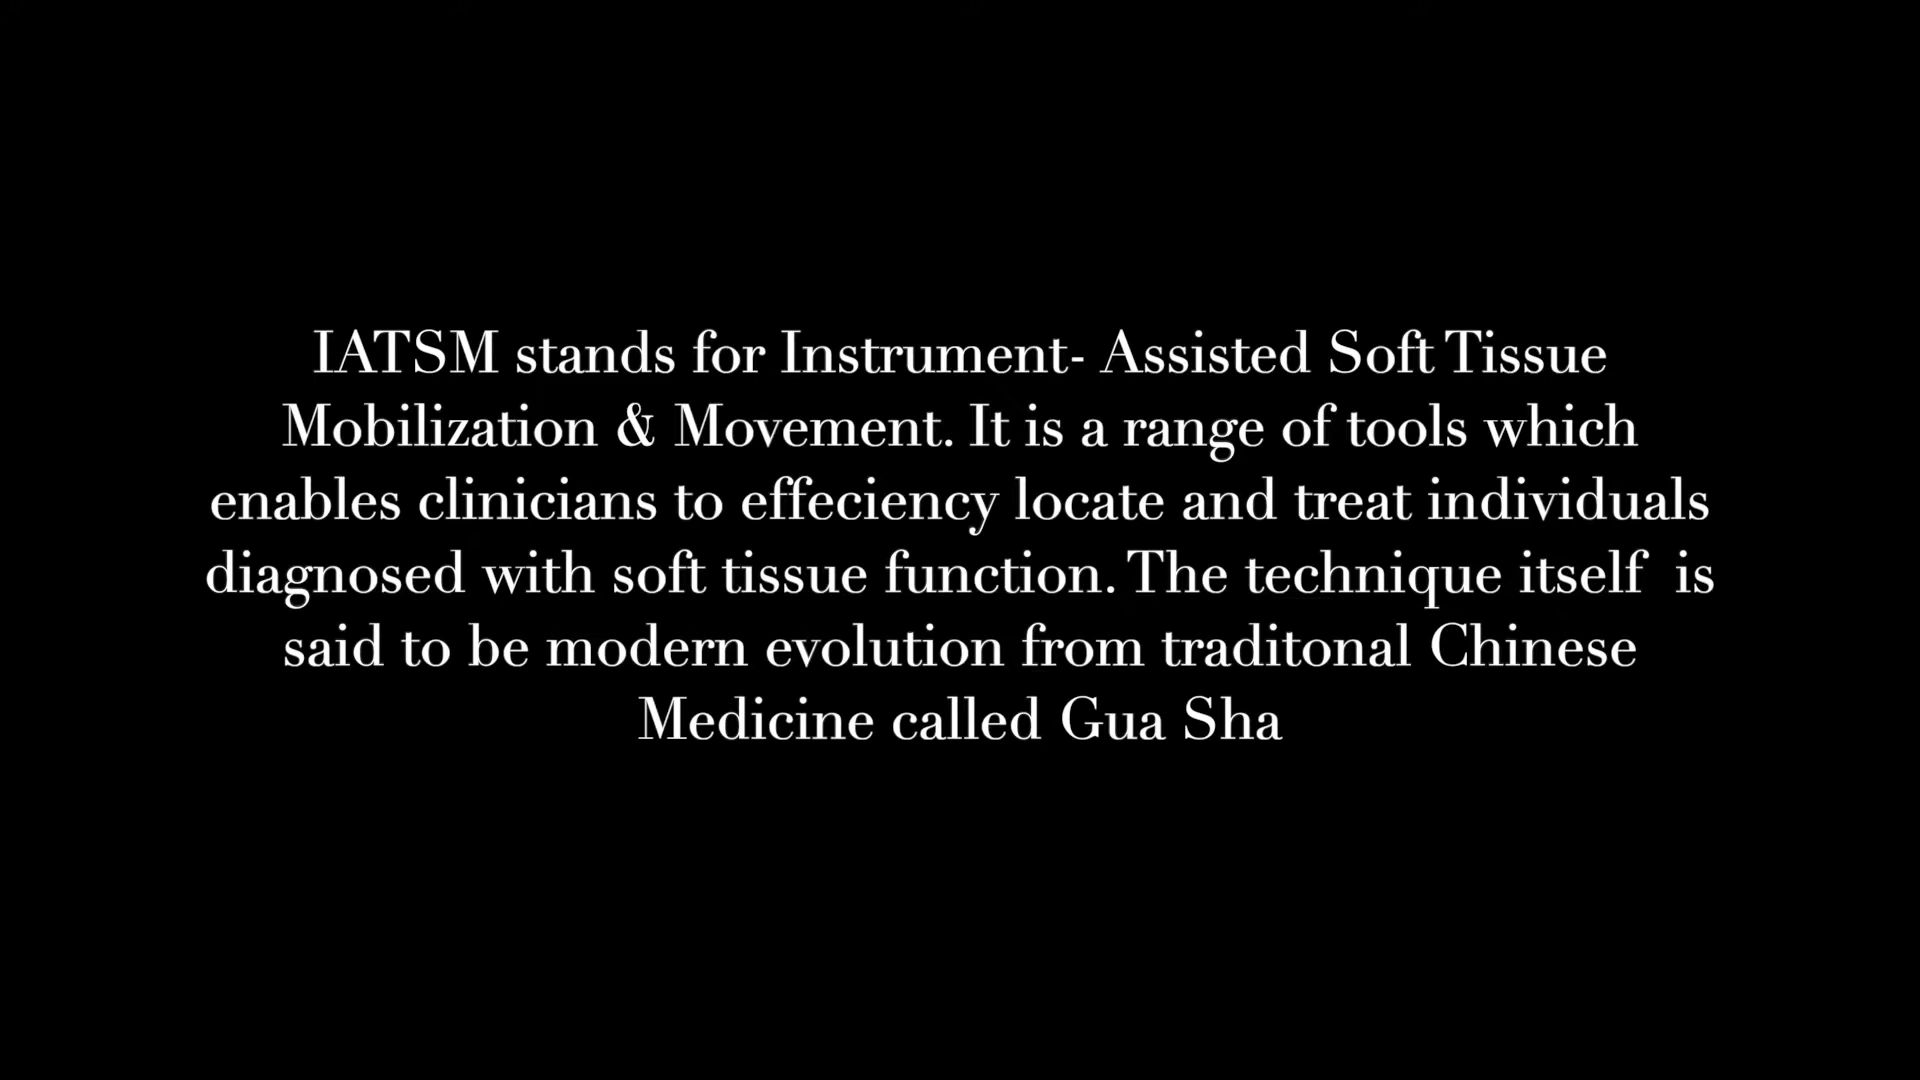 IATSM stands for Instrument- Assisted Soft Tissue
Mobilization & Movement. It is a range of tools which
enables clinicians to effeciency locate and treat individuals
diagnosed with soft tissue function. The technique itself  is
said to be modern evolution from traditonal Chinese
Medicine called Gua Sha